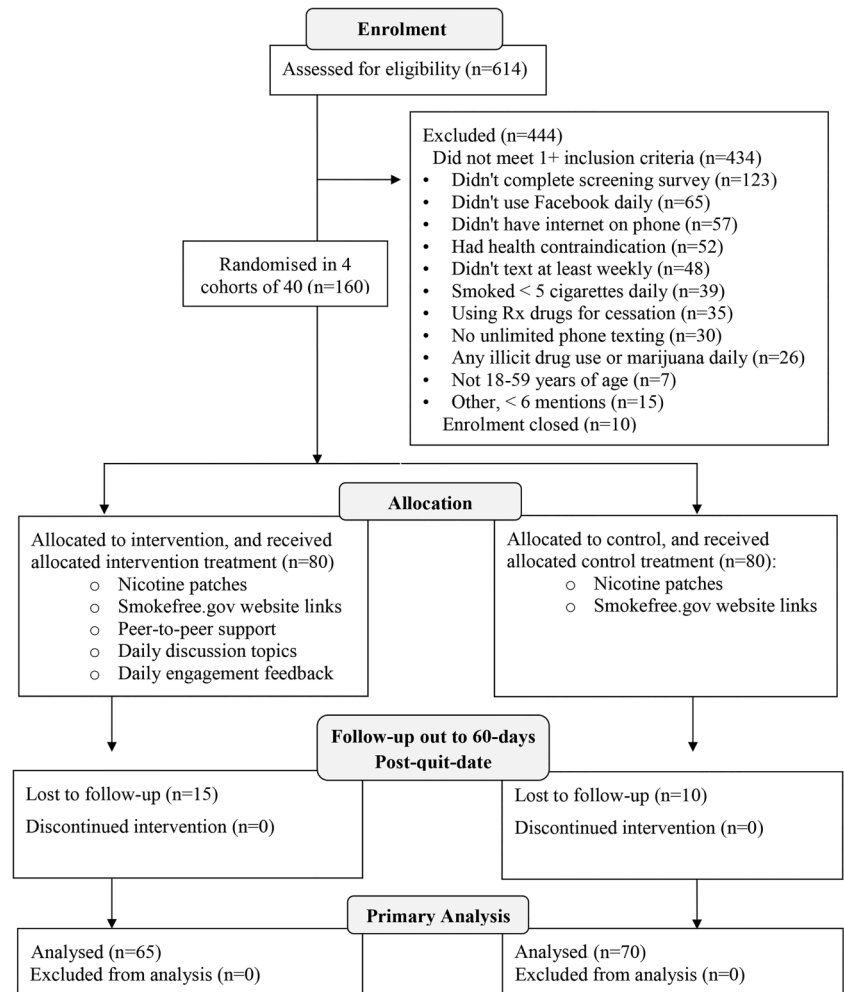 Enrolment
Assessed for eligibility (n=614)
Excluded (n=444)
Did not meet 1+ inclusion criteria (n=434)
• Didn't complete screening survey (n=123)
• Didn't use Facebook daily (n=65)
• Didn't have internet on phone (n=57)
• Had health contraindication (n=52)
• Didn't text at least weekly (n=48)
• Smoked < 5 cigarettes daily (n=39)
• Using Rx drugs for cessation (n=35)
• No unlimited phone texting (n=30)
• Any illicit drug use or marijuana daily (n=26)
• Not 18-59 years of age (n=7)
• Other, < 6 mentions (n=15)
Enrolment closed (n=10)
Randomised in 4
cohorts of 40 (n=160)
Allocation
Allocated to intervention, and received
allocated intervention treatment (n=80)
o Nicotine patches
o Smokefree.gov website links
o Peer-to-peer support
o Daily discussion topics
o Daily engagement feedback
Allocated to control, and received
allocated control treatment (n=80):
o Nicotine patches
o Smokefree.gov website links
Follow-up out to 60-days
Post-quit-date
Lost to follow-up (n=15)
Discontinued intervention (n=0)
Lost to follow-up (n=10)
Discontinued intervention (n=0)
Primary Analysis
Analysed (n=65)
Excluded from analysis (n=0)
Analysed (n=70)
Excluded from analysis (n=0)